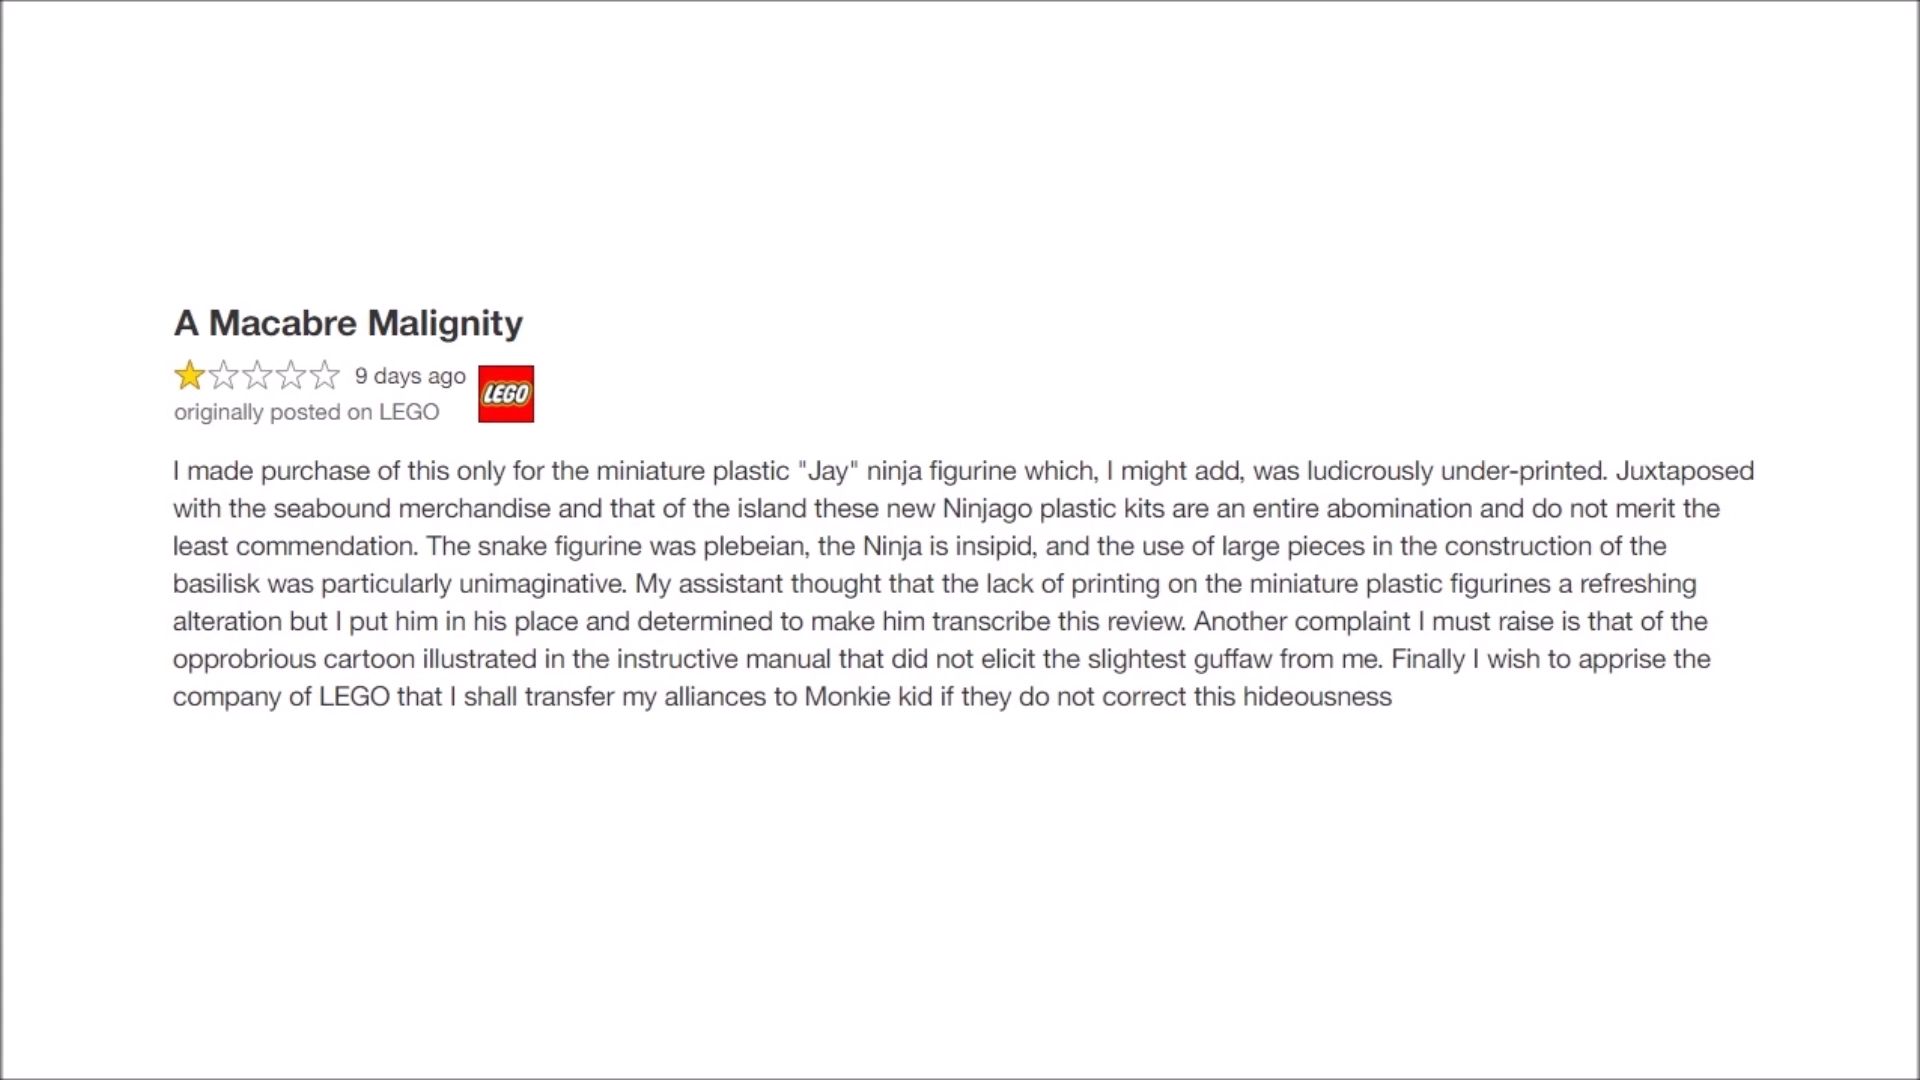 A Macabre Malignity
9 days ago
originally posted on LEGO
LEGO
I made purchase of this only for the miniature plastic "Jay" ninja figurine which, I might add, was ludicrously under-printed. Juxtaposed
with the seabound merchandise and that of the island these new Ninjago plastic kits are an entire abomination and do not merit the
least commendation. The snake figurine was plebeian, the Ninja is insipid, and the use of large pieces in the construction of the
basilisk was particularly unimaginative. My assistant thought that the lack of printing on the miniature plastic figurines a refreshing
alteration but I put him in his place and determined to make him transcribe this review. Another complaint I must raise is that of the
opprobrious cartoon illustrated in the instructive manual that did not elicit the slightest guffaw from me. Finally I wish to apprise the
company of LEGO that I shall transfer my alliances to Monkie kid if they do not correct this hideousness